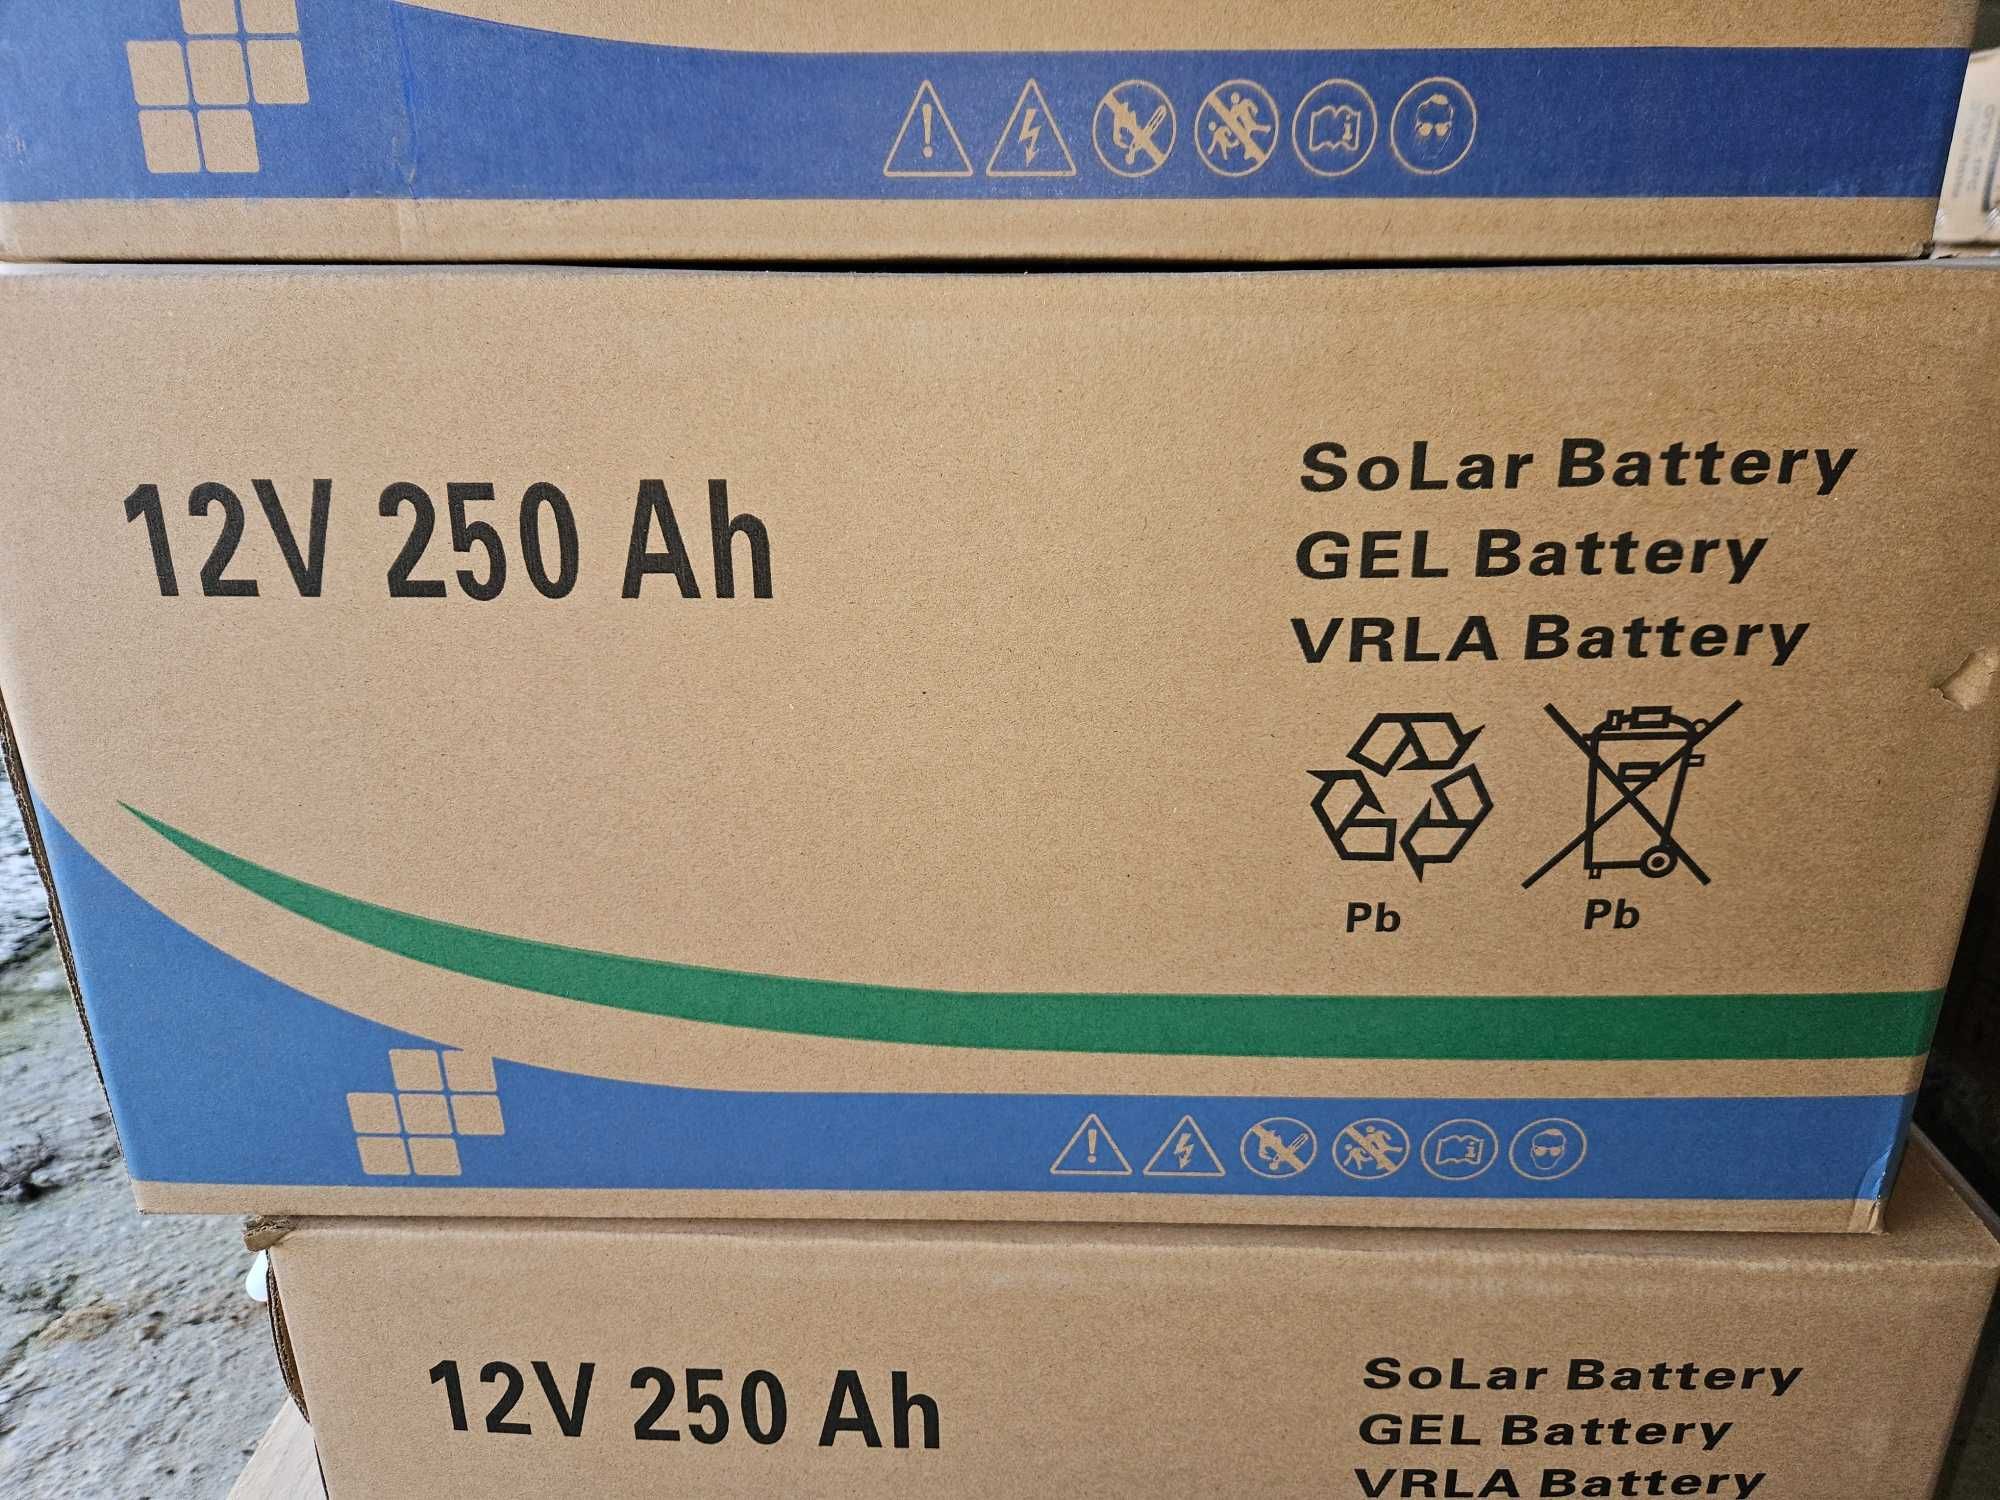 12V 250 Ah
SoLar Battery
GEL Battery
VRLA Battery
Pb
Pb
12V 250 Ah
SoLar Battery
GEL Battery
VRLA Battery